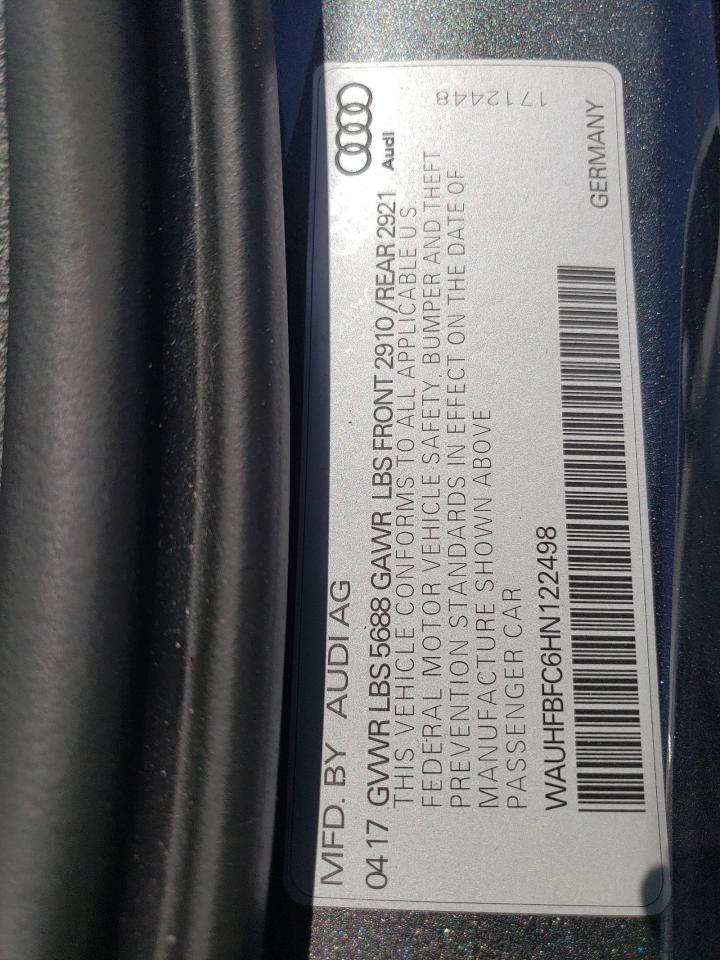 MFD. BY AUDI AG
Audi
04 17 GVWR LBS 5688 GAWR LBS FRONT 2910/REAR 2921
THIS VEHICLE CONFORMS TO ALL APPLICABLE U.S
FEDERAL MOTOR VEHICLE SAFETY, BUMPER AND THEFT
PREVENTION STANDARDS IN EFFECT ON THE DATE OF
MANUFACTURE SHOWN ABOVE
PASSENGER CAR
1712448
WAUHFBFC6HN122498
GERMANY